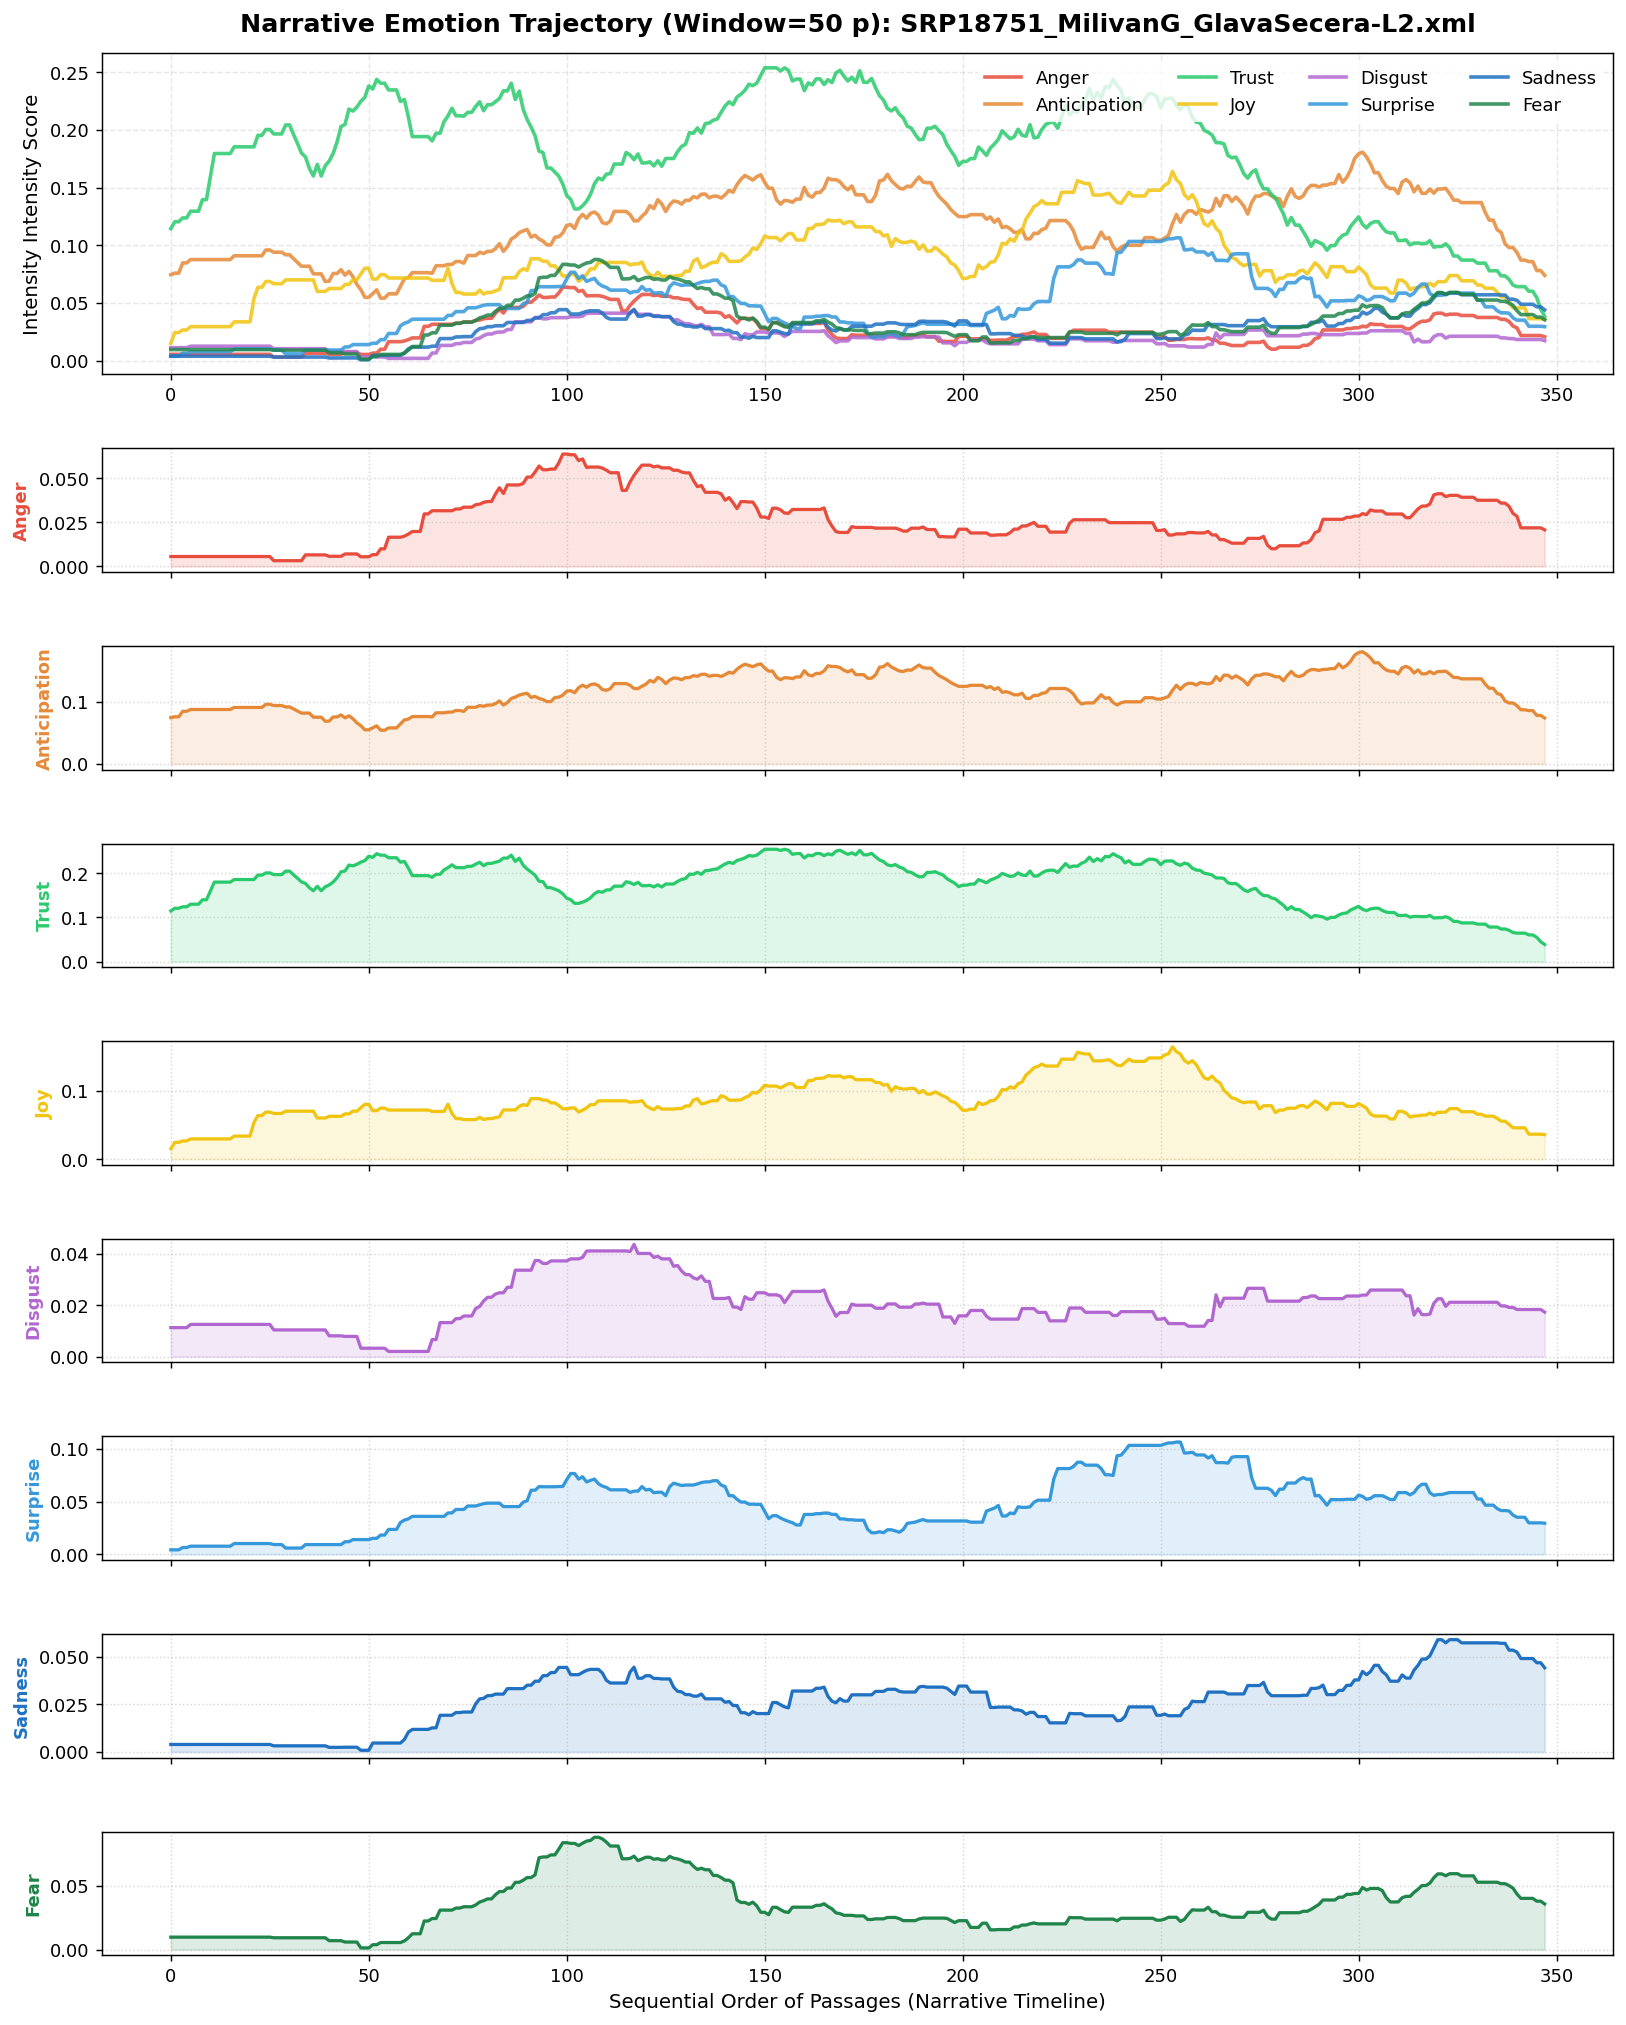 Narrative Emotion Trajectory (Window=50 p): SRP18751_MilivanG_GlavaSecera-L2.xml
Intensity Intensity Score
0.25
0.20
0.15
0.10
0.05
0.00
Anger Trust Disgust Sadness
Anticipation Joy Surprise Fear
0 50 100 150 200 250 300 350
Anger
0.050
0.025
0.000
Anticipation
0.1
0.0
Trust
0.2
0.1
0.0
Joy
0.1
0.0
Disgust
0.04
0.02
0.00
Surprise
0.10
0.05
0.00
Sadness
0.050
0.025
0.000
Fear
0.05
0.00
0 50 100 150 200 250 300 350
Sequential Order of Passages (Narrative Timeline)